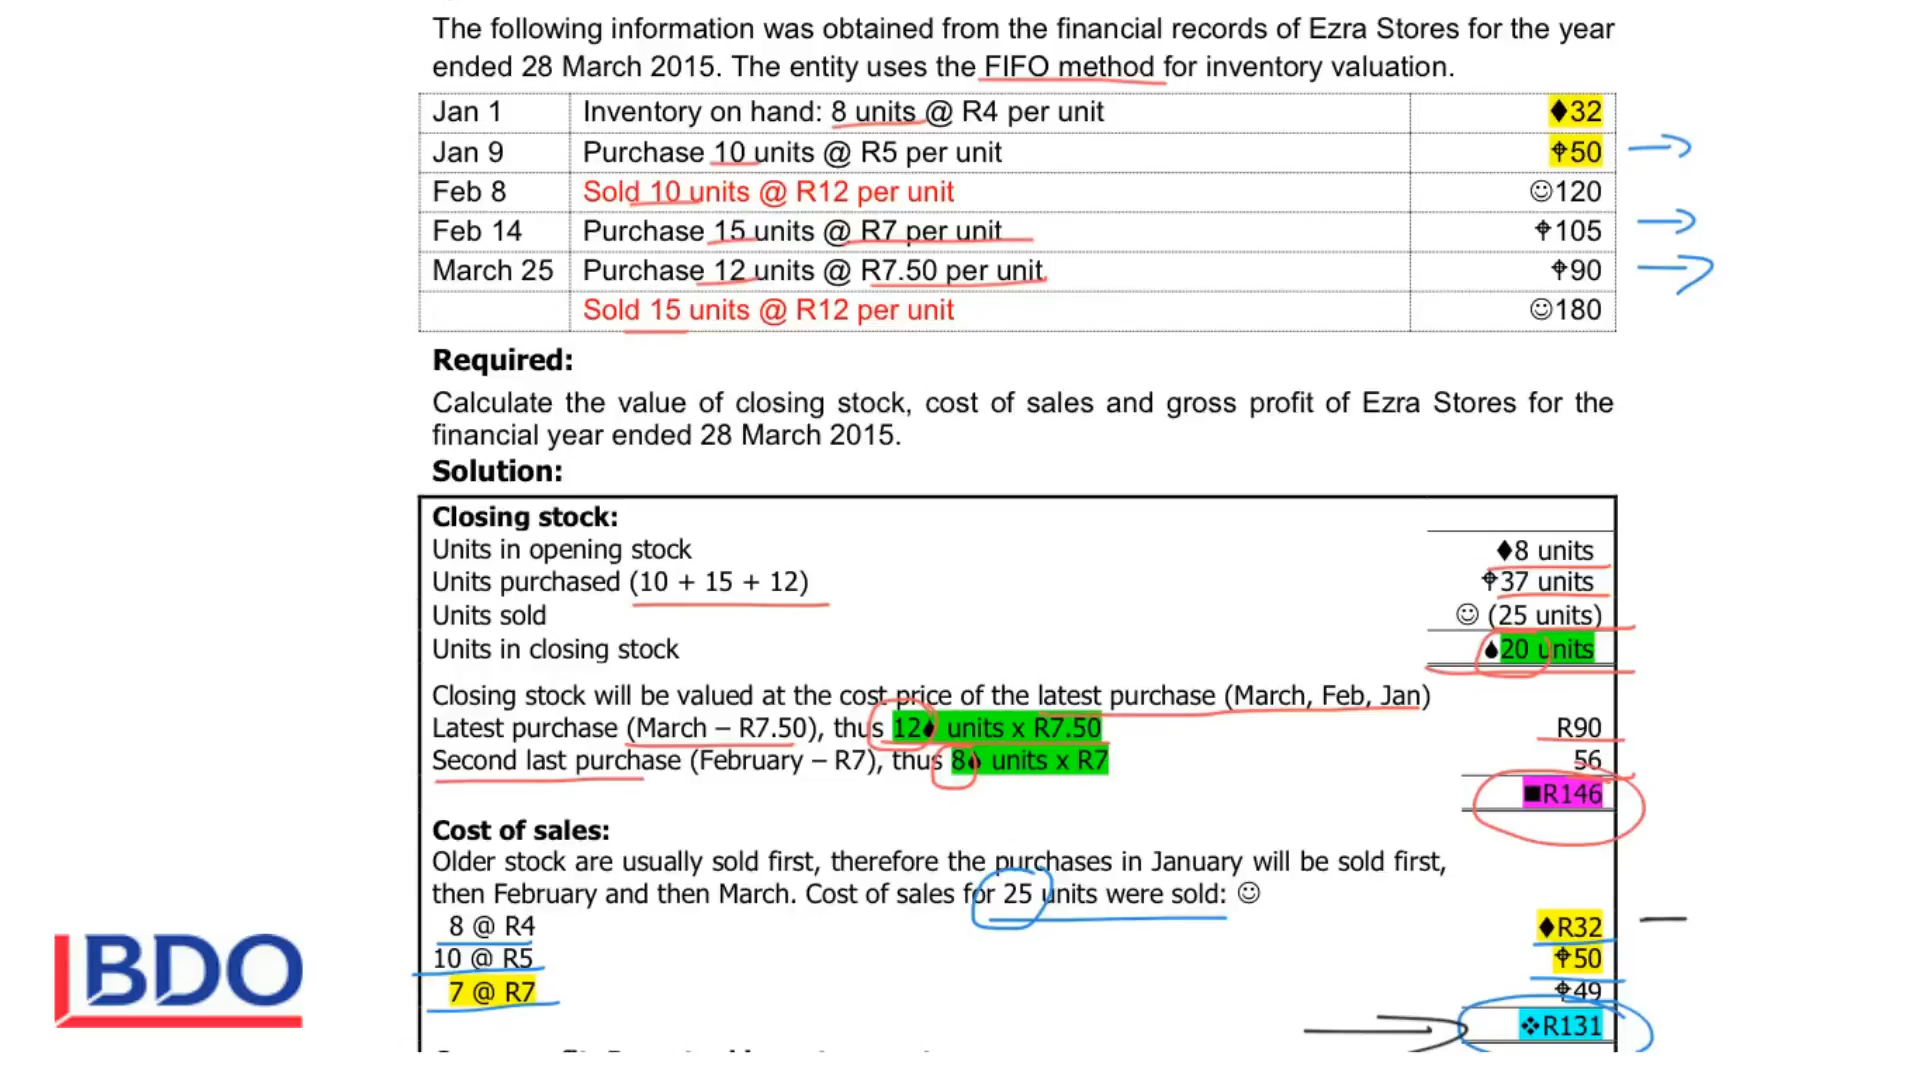 The following information was obtained from the financial records of Ezra Stores for the year
ended 28 March 2015. The entity uses the FIFO method for inventory valuation.
Jan 1 Inventory on hand: 8 units @ R4 per unit ♦32
Jan 9 Purchase 10 units @ R5 per unit ⌖50
Feb 8 Sold 10 units @ R12 per unit ☺120
Feb 14 Purchase 15 units @ R7 per unit ⌖105
March 25 Purchase 12 units @ R7.50 per unit ⌖90
Sold 15 units @ R12 per unit ☺180
Required:
Calculate the value of closing stock, cost of sales and gross profit of Ezra Stores for the
financial year ended 28 March 2015.
Solution:
Closing stock:
Units in opening stock ♦8 units
Units purchased (10 + 15 + 12) ⌖37 units
Units sold ☺ (25 units)
Units in closing stock 💧20 units
Closing stock will be valued at the cost price of the latest purchase (March, Feb, Jan)
Latest purchase (March – R7.50), thus 12💧 units x R7.50 R90
Second last purchase (February – R7), thus 8💧 units x R7 56
■R146
Cost of sales:
Older stock are usually sold first, therefore the purchases in January will be sold first,
then February and then March. Cost of sales for 25 units were sold: ☺
8 @ R4 ♦R32
10 @ R5 ⌖50
7 @ R7 ⌖49
❖R131
BDO